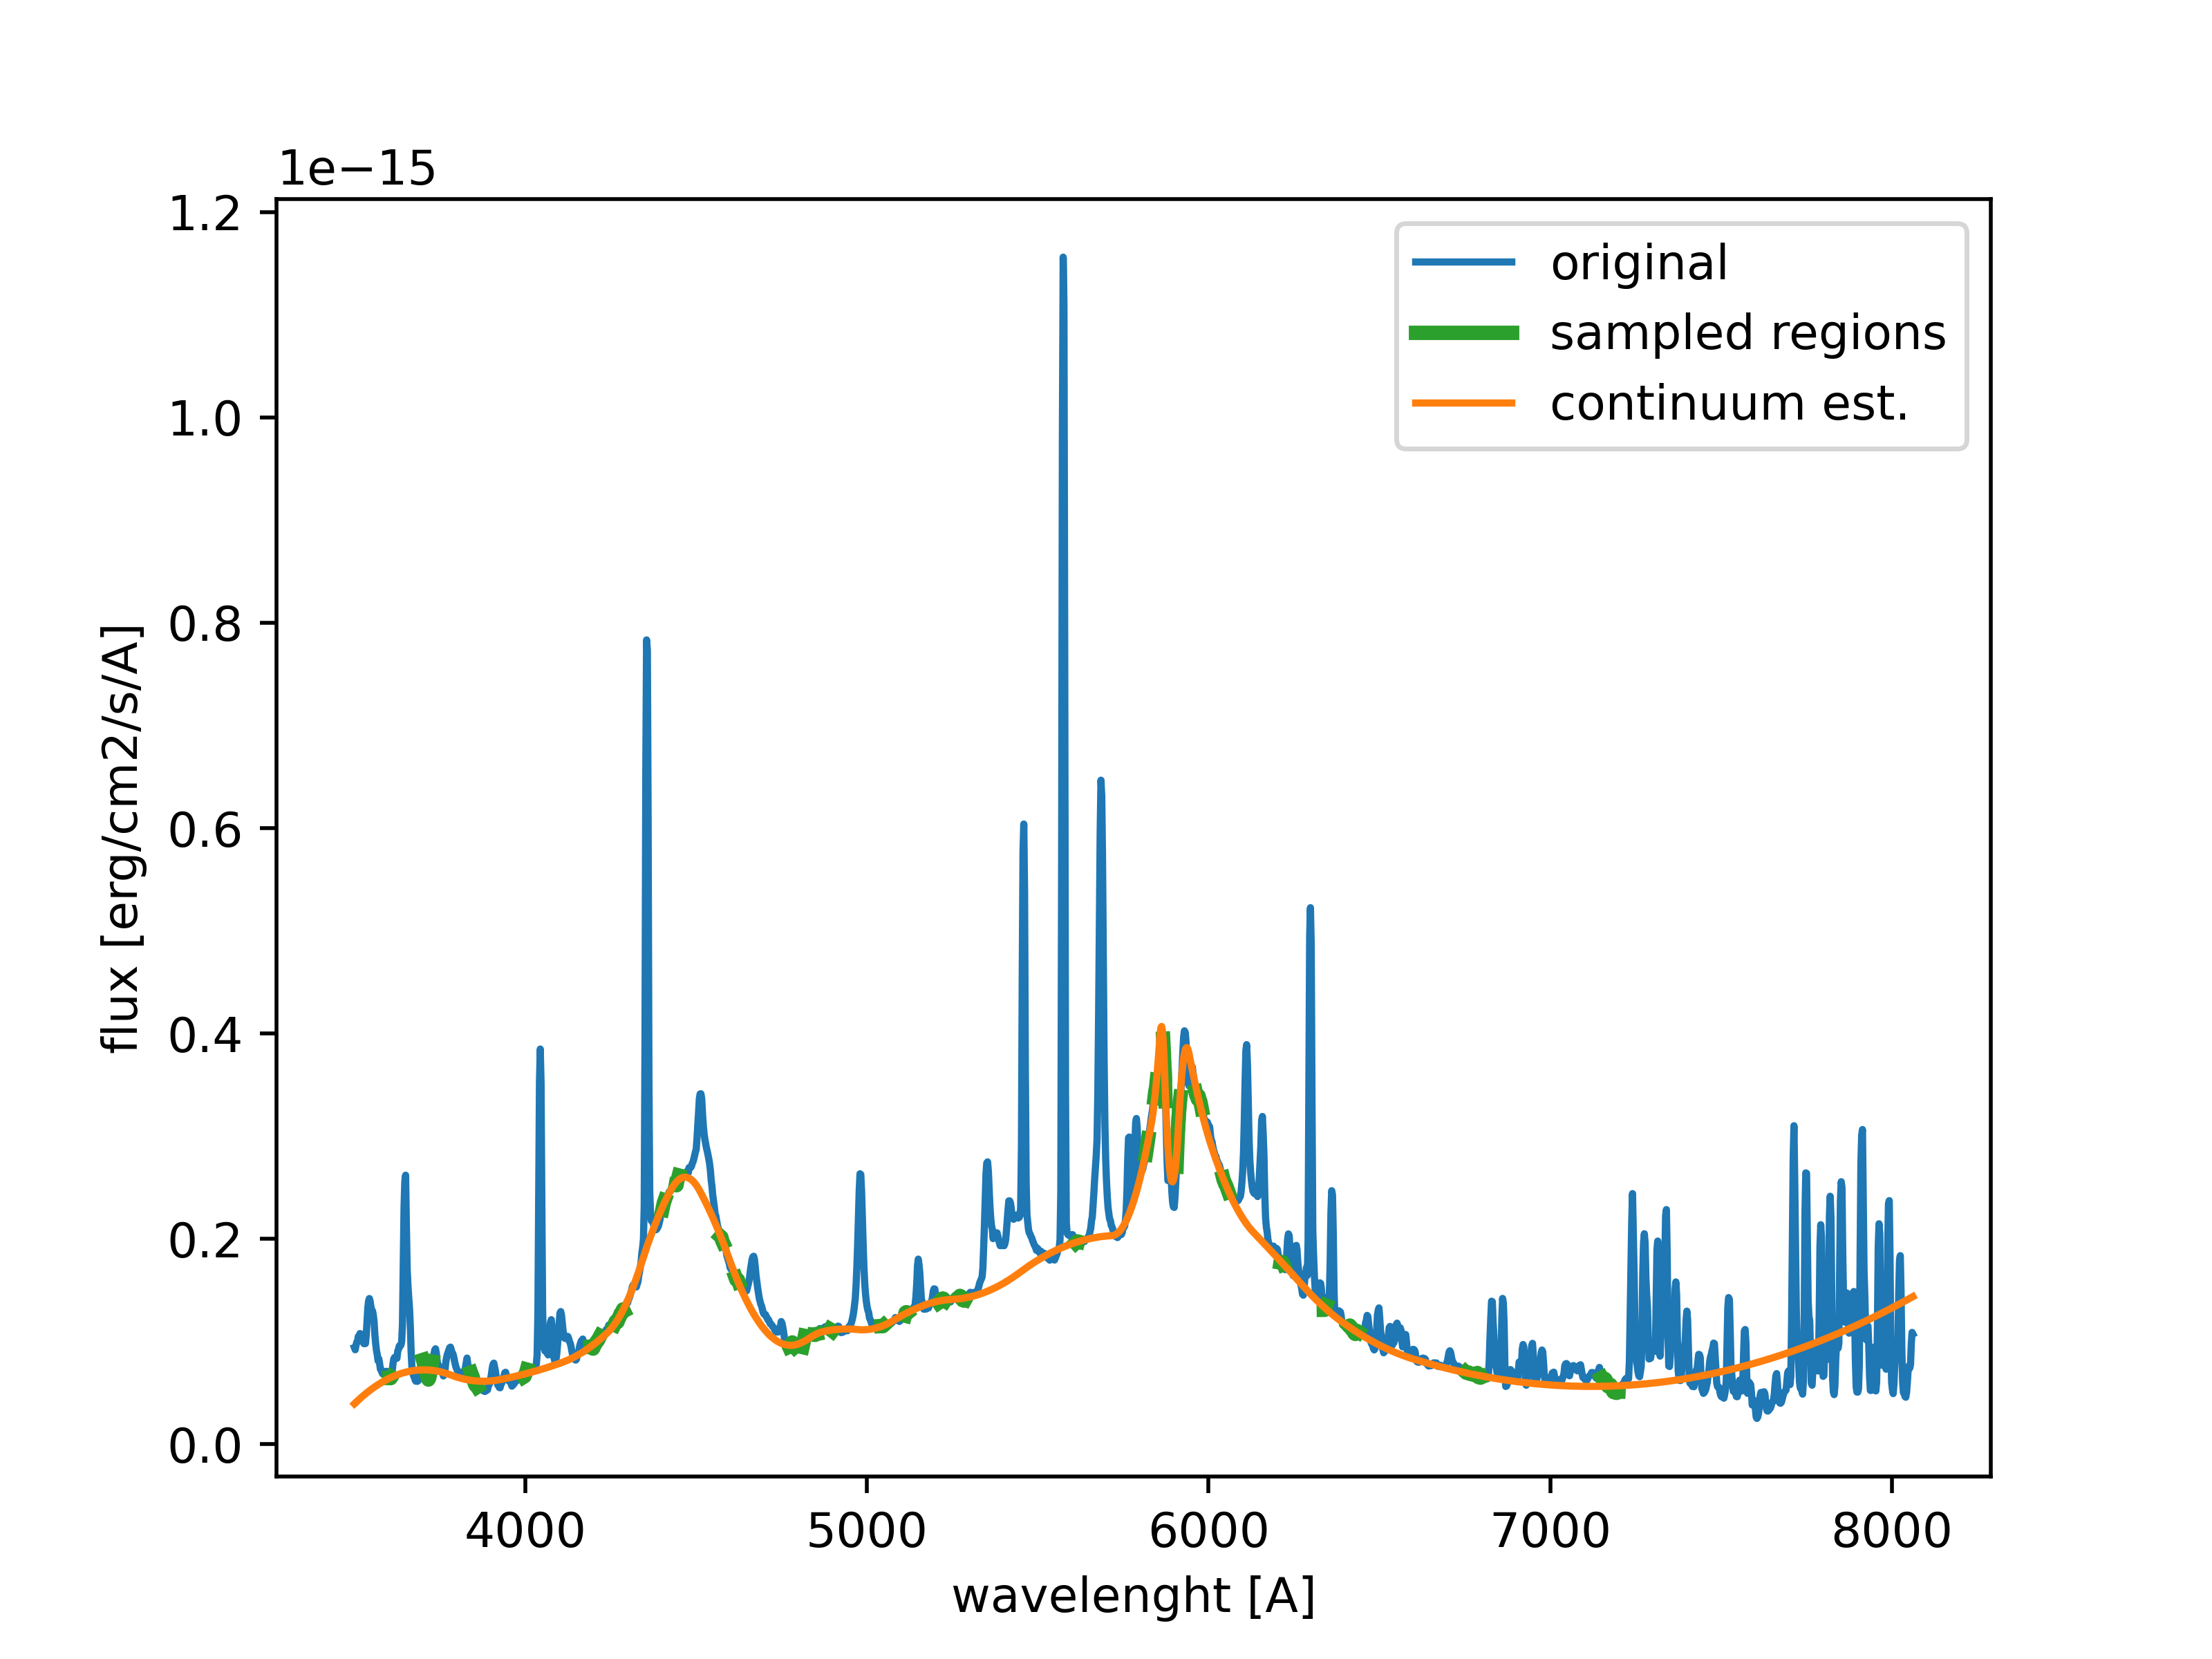 1e−15
1.2
1.0
0.8
0.6
0.4
0.2
0.0
flux [erg/cm2/s/A]
original
sampled regions
continuum est.
4000 5000 6000 7000 8000
wavelenght [A]